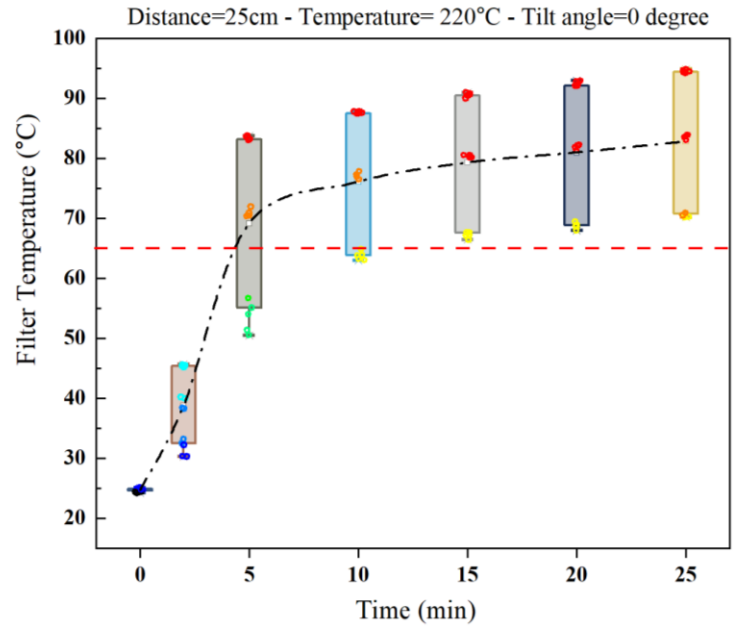 Distance=25cm - Temperature= 220°C - Tilt angle=0 degree
100
90
80
70
60
50
40
30
20
Filter Temperature (°C)
0 5 10 15 20 25
Time (min)